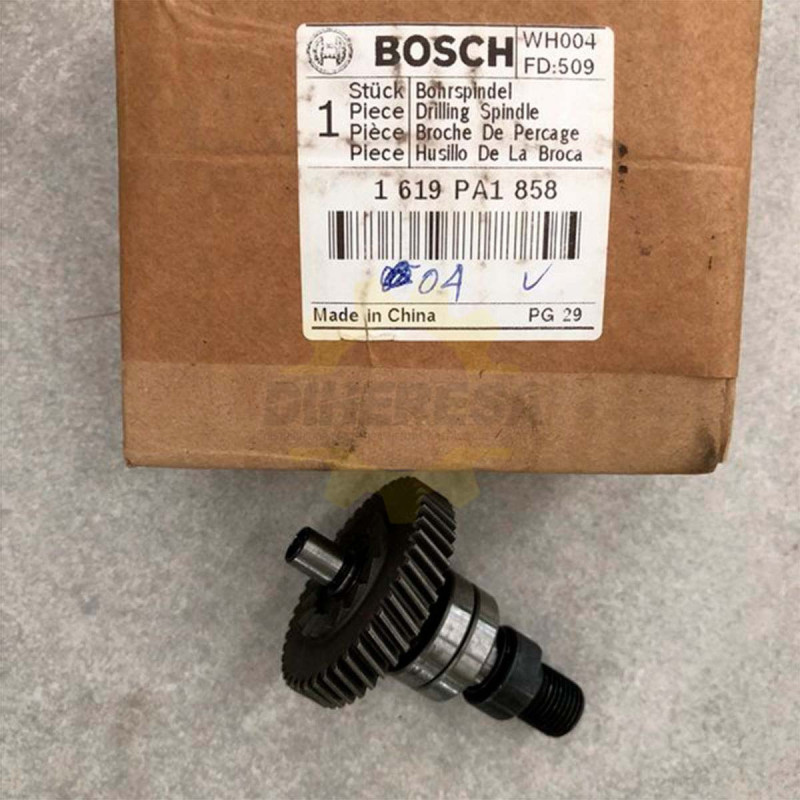 BOSCH
WH004
FD:509
1
Stück Bohrspindel
Piece Drilling Spindle
Pièce Broche De Percage
Piece Husillo De La Broca
1 619 PA1 858
04
Made in China PG 29